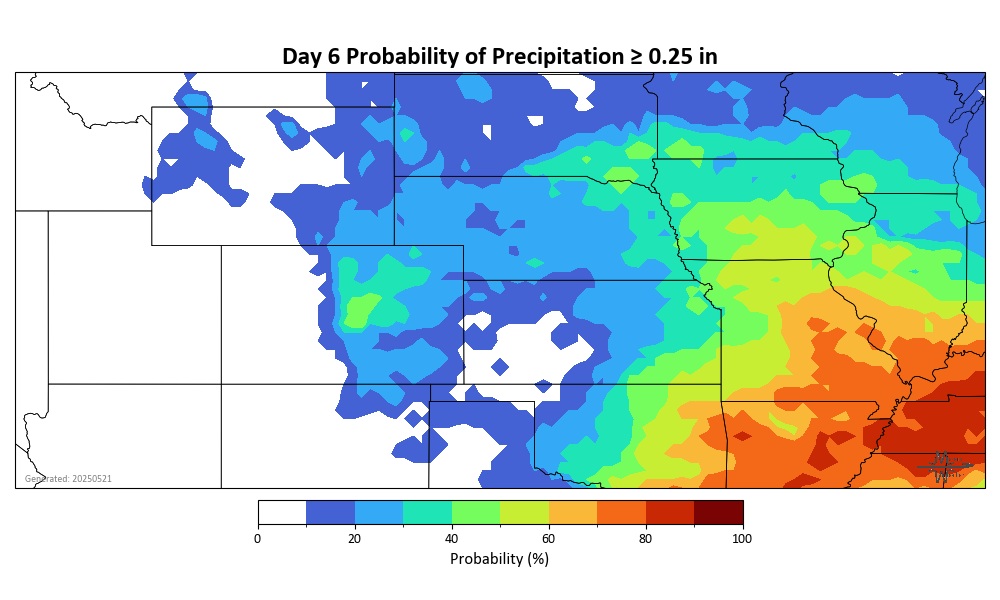 Day 6 Probability of Precipitation ≥ 0.25 in
Generated: 20250521
0 20 40 60 80 100
Probability (%)